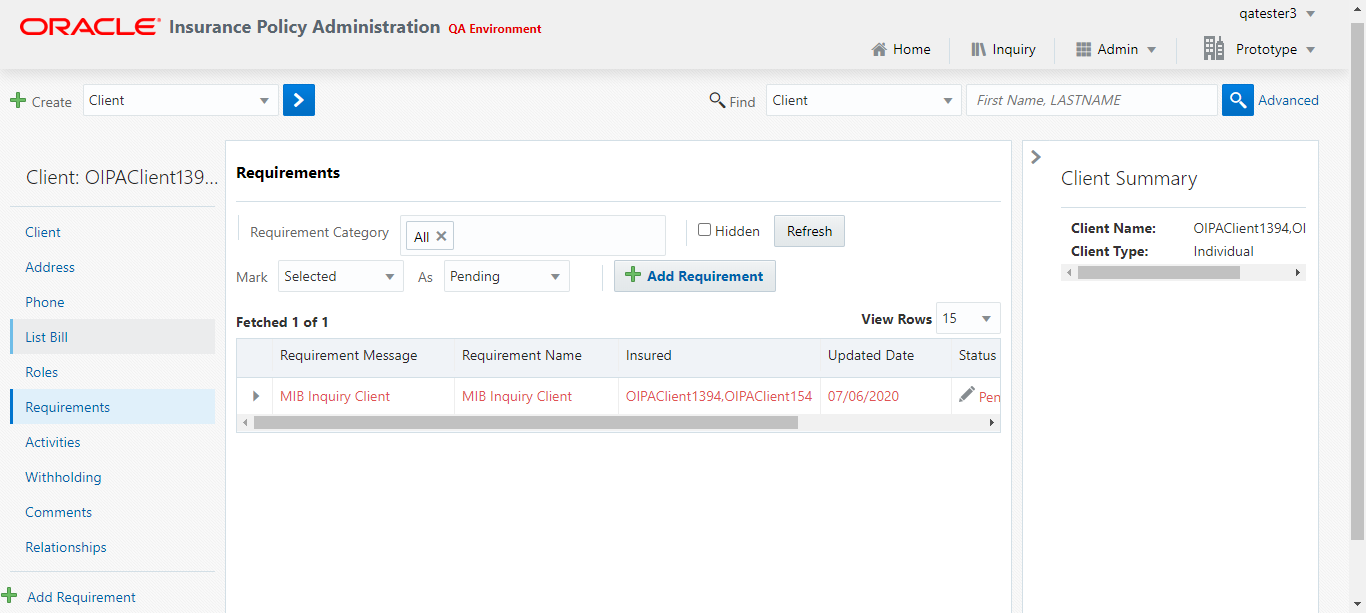 ORACLE® Insurance Policy Administration QA Environment
qatester3
Home
Inquiry
Admin
Prototype
Create
Client
Find
Client
First Name, LASTNAME
Advanced
Client: OIPAClient139...
Client
Address
Phone
List Bill
Roles
Requirements
Activities
Withholding
Comments
Relationships
Add Requirement
Requirements
Requirement Category
All
Hidden
Refresh
Mark
Selected
As
Pending
Add Requirement
Fetched 1 of 1
View Rows
15
Requirement Message
Requirement Name
Insured
Updated Date
Status
MIB Inquiry Client
MIB Inquiry Client
OIPAClient1394,OIPAClient154
07/06/2020
Pen
Client Summary
Client Name: OIPAClient1394,OI
Client Type: Individual